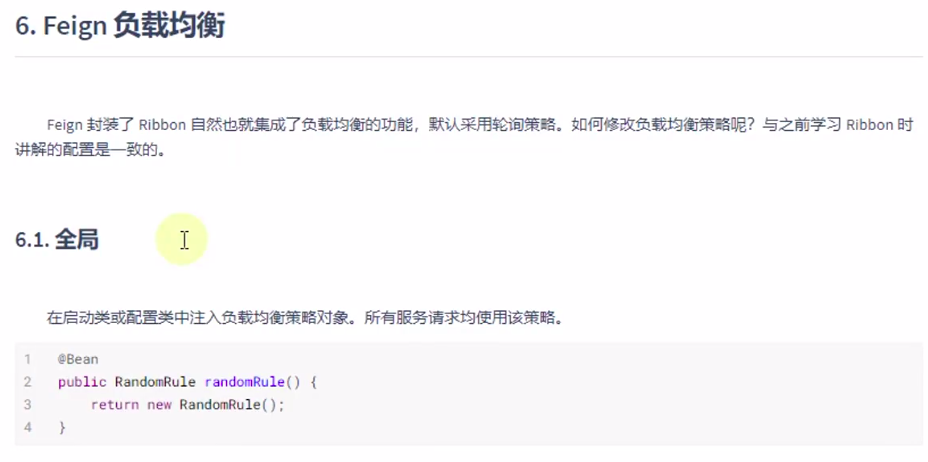 6. Feign 负载均衡
Feign 封装了 Ribbon 自然也就集成了负载均衡的功能，默认采用轮询策略。如何修改负载均衡策略呢？与之前学习 Ribbon 时
讲解的配置是一致的。
6.1. 全局
在启动类或配置类中注入负载均衡策略对象。所有服务请求均使用该策略。
1 @Bean
2 public RandomRule randomRule() {
3 return new RandomRule();
4 }